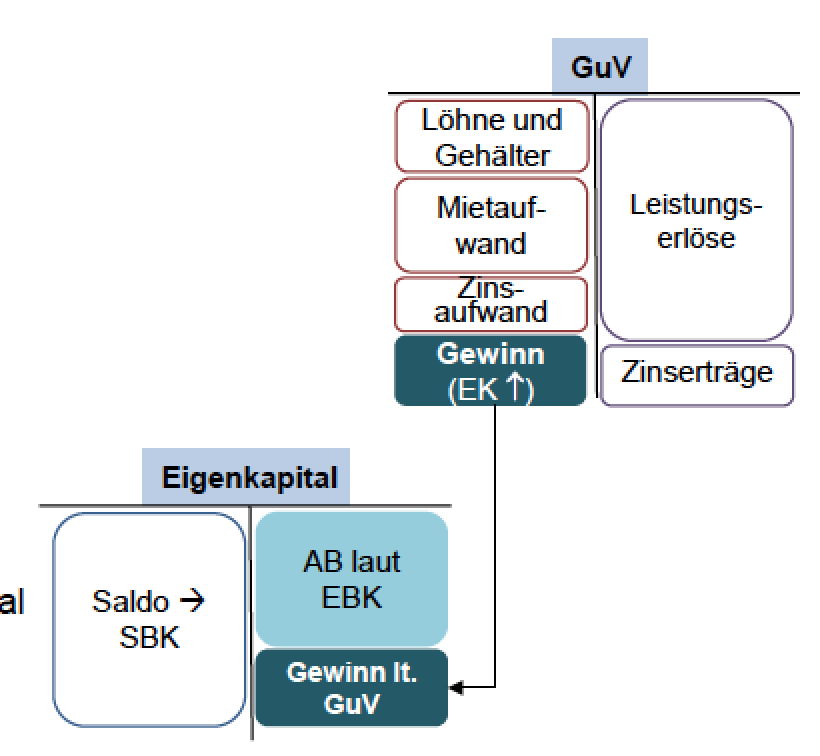 GuV
Löhne und
Gehälter
Mietauf-
wand
Zins-
aufwand
Gewinn
(EK ↑)
Leistungs-
erlöse
Zinserträge
Eigenkapital
al
Saldo →
SBK
AB laut
EBK
Gewinn lt.
GuV